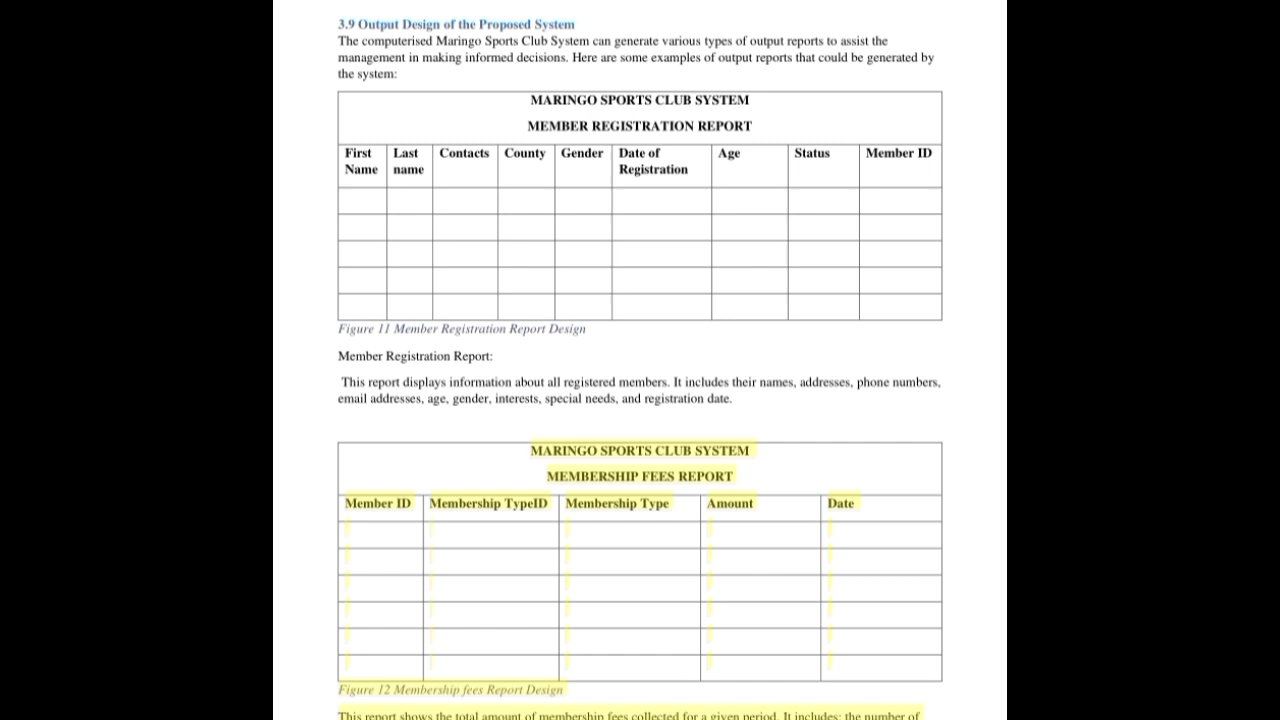 3.9 Output Design of the Proposed System
The computerised Maringo Sports Club System can generate various types of output reports to assist the
management in making informed decisions. Here are some examples of output reports that could be generated by
the system:
MARINGO SPORTS CLUB SYSTEM
MEMBER REGISTRATION REPORT
First Name Last name Contacts County Gender Date of Registration Age Status Member ID
Figure 11 Member Registration Report Design
Member Registration Report:
This report displays information about all registered members. It includes their names, addresses, phone numbers,
email addresses, age, gender, interests, special needs, and registration date.
MARINGO SPORTS CLUB SYSTEM
MEMBERSHIP FEES REPORT
Member ID Membership TypeID Membership Type Amount Date
Figure 12 Membership fees Report Design
This report shows the total amount of membership fees collected for a given period. It includes: the number of